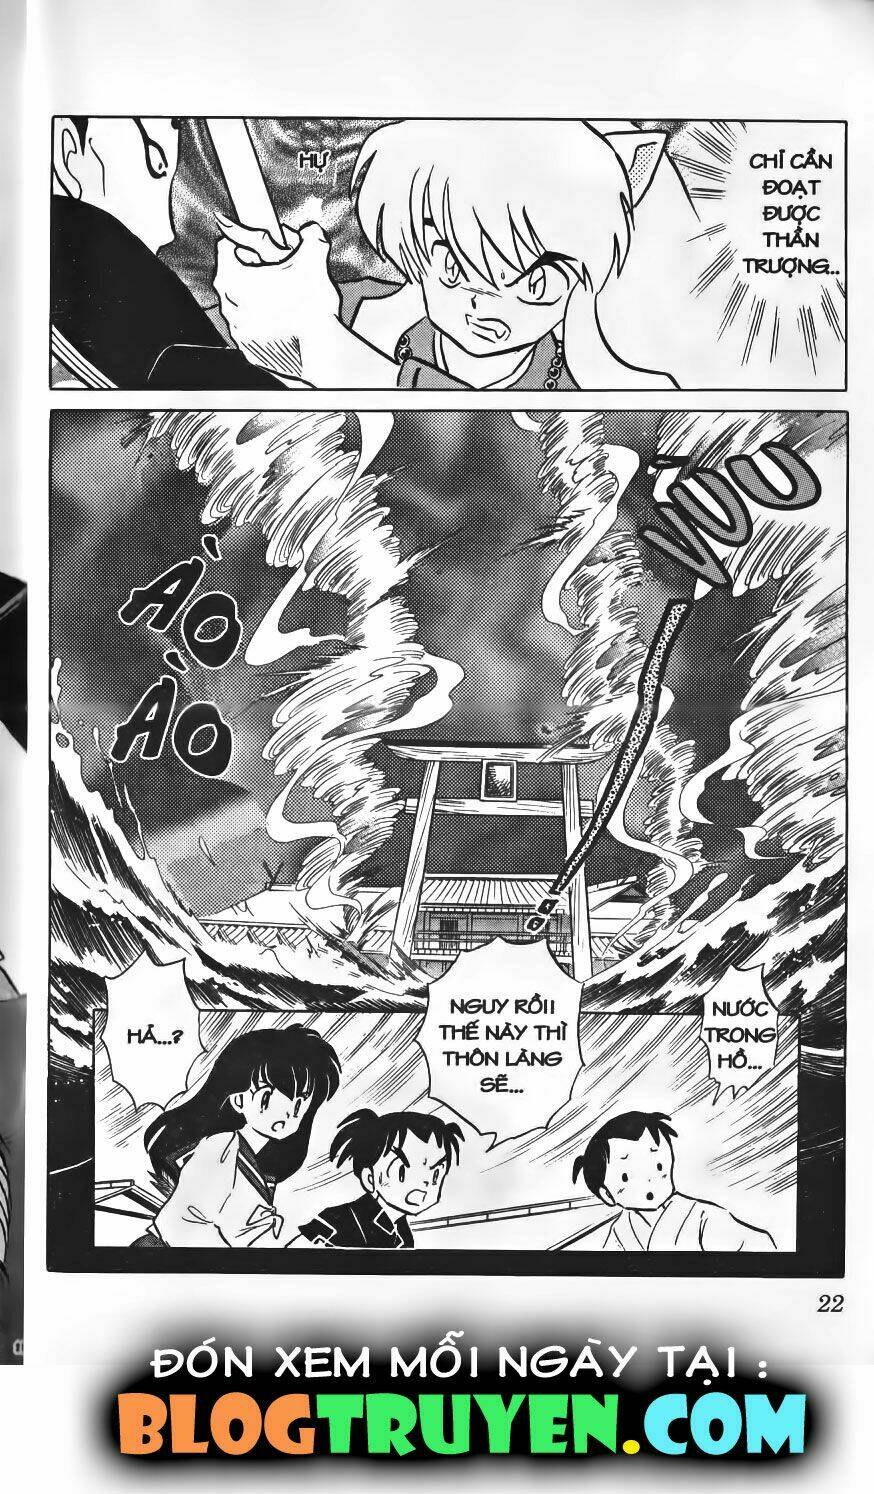 HỰ
CHỈ CẦN
ĐOẠT
ĐƯỢC
THẦN
TRƯỢNG..
VÙUU
ÀO
ÀO
NƯỚC
TRONG
HỒ...
NGUY RỒI!
THẾ NÀY THÌ
THÔN LÀNG
SẼ...
HẢ...?
22
ĐÓN XEM MỖI NGÀY TẠI :
BLOGTRUYEN.COM